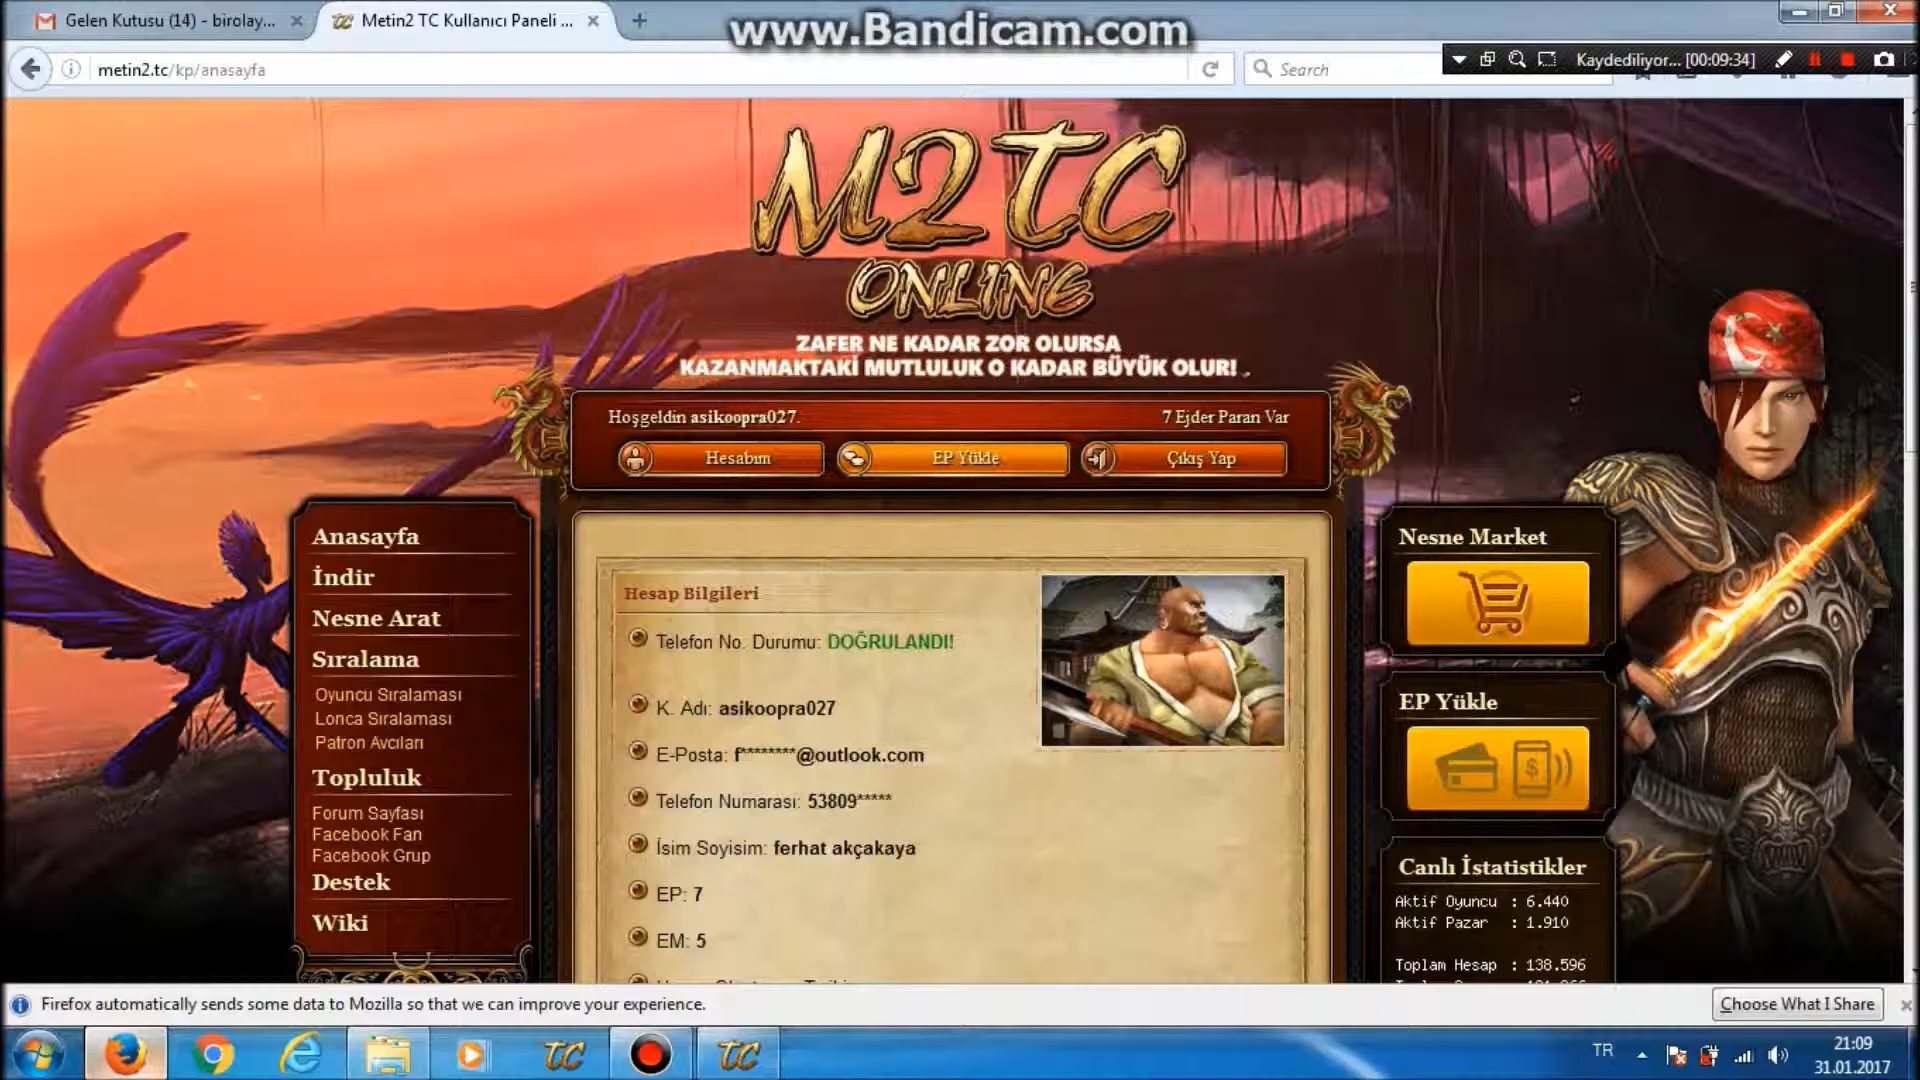 Gelen Kutusu (14) - birolay...
Metin2 TC Kullanıcı Paneli ...
www.Bandicam.com
metin2.tc/kp/anasayfa
Search
Kaydediliyor... [00:09:34]
M2TC
ONLINE
ZAFER NE KADAR ZOR OLURSA
KAZANMAKTAKİ MUTLULUK O KADAR BÜYÜK OLUR!
Hoşgeldin asikoopra027.
7 Ejder Paran Var
Hesabım
EP Yükle
Çıkış Yap
Anasayfa
İndir
Nesne Arat
Sıralama
Oyuncu Sıralaması
Lonca Sıralaması
Patron Avcıları
Topluluk
Forum Sayfası
Facebook Fan
Facebook Grup
Destek
Wiki
Hesap Bilgileri
Telefon No. Durumu: DOĞRULANDI!
K. Adı: asikoopra027
E-Posta: f********@outlook.com
Telefon Numarası: 53809*****
İsim Soyisim: ferhat akçakaya
EP: 7
EM: 5
Nesne Market
EP Yükle
Canlı İstatistikler
Aktif Oyuncu : 6.440
Aktif Pazar : 1.910
Toplam Hesap : 138.596
Firefox automatically sends some data to Mozilla so that we can improve your experience.
Choose What I Share
TC
TC
TR
21:09
31.01.2017